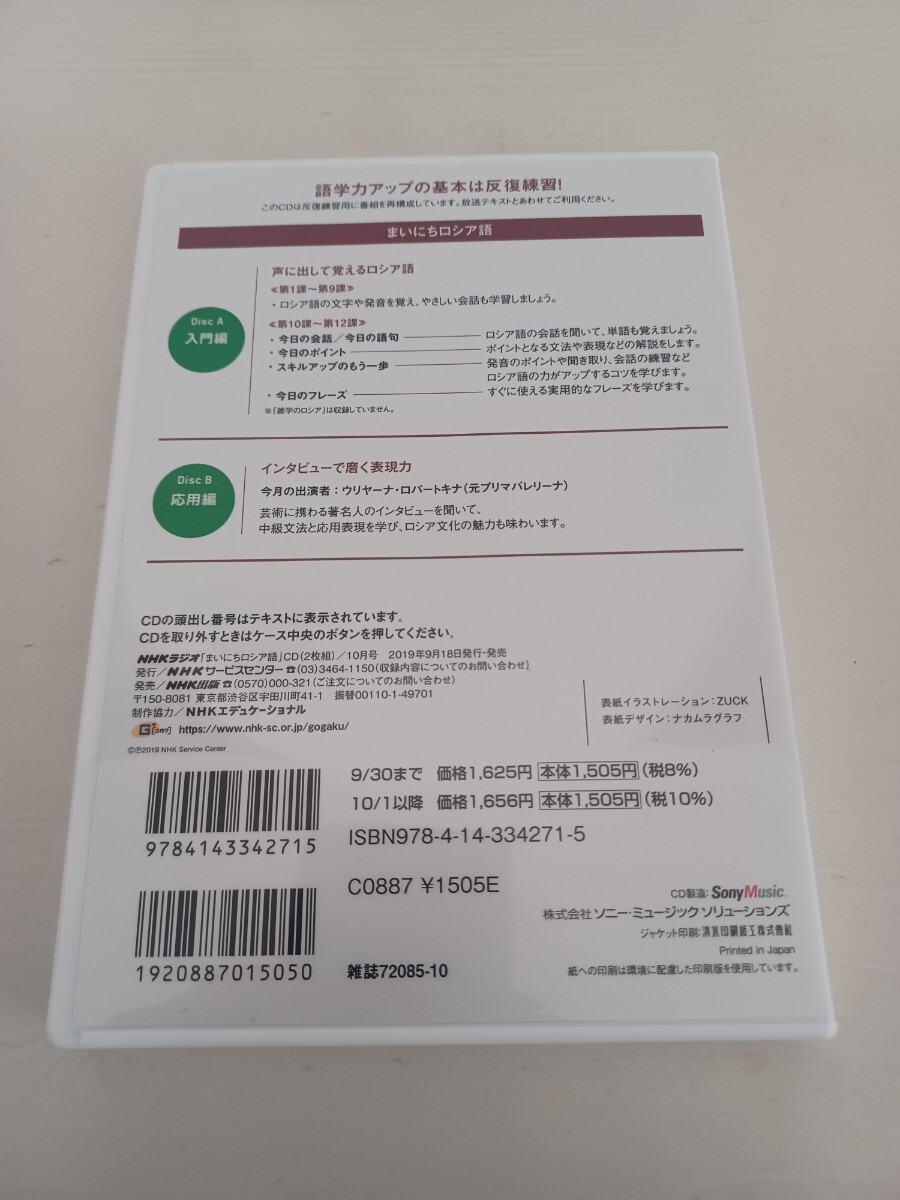 語学力アップの基本は反復練習!
このCDは反復練習用に番組を再構成しています。放送テキストとあわせてご利用ください。
まいにちロシア語
Disc A
入門編
声に出して覚えるロシア語
≪第1課～第9課≫
・ロシア語の文字や発音を覚え、やさしい会話も学習しましょう。
≪第10課～第12課≫
・今日の会話/今日の語句 ロシア語の会話を聞いて、単語も覚えましょう。
・今日のポイント ポイントとなる文法や表現などの解説をします。
・スキルアップのもう一歩 発音のポイントや聞き取り、会話の練習など
ロシア語の力がアップするコツを学びます。
・今日のフレーズ すぐに使える実用的なフレーズを学びます。
※「雑学のロシア」は収録していません。
Disc B
応用編
インタビューで磨く表現力
今月の出演者：ウリヤーナ・ロパートキナ（元プリマバレリーナ）
芸術に携わる著名人のインタビューを聞いて、
中級文法と応用表現を学び、ロシア文化の魅力も味わいます。
CDの頭出し番号はテキストに表示されています。
CDを取り外すときはケース中央のボタンを押してください。
NHKラジオ「まいにちロシア語」CD（2枚組）/10月号 2019年9月18日発行・発売
発行/NHKサービスセンター ☎(03)3464-1150（収録内容についてのお問い合わせ）
発売/NHK出版 ☎(0570)000-321（ご注文についてのお問い合わせ）
〒150-8081 東京都渋谷区宇田川町41-1 振替00110-1-49701
制作協力/NHKエデュケーショナル
https://www.nhk-sc.or.jp/gogaku/
©Ⓟ2019 NHK Service Center
表紙イラストレーション：ZUCK
表紙デザイン：ナカムラグラフ
9/30まで 価格1,625円 本体1,505円（税8%）
10/1以降 価格1,656円 本体1,505円（税10%）
9784143342715
ISBN978-4-14-334271-5
C0887 ¥1505E
1920887015050
雑誌72085-10
CD製造：SonyMusic
株式会社 ソニー・ミュージックソリューションズ
ジャケット印刷：清水印刷紙工株式会社
Printed in Japan
紙への印刷は環境に配慮した印刷版を使用しています。